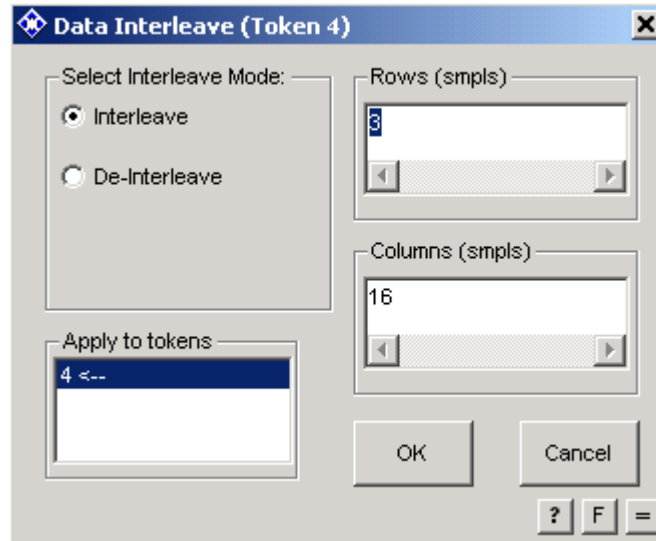 Data Interleave (Token 4)
Select Interleave Mode:
Interleave
De-Interleave
Rows (smpls)
3
Columns (smpls)
16
Apply to tokens
4 <--
OK
Cancel
? F =